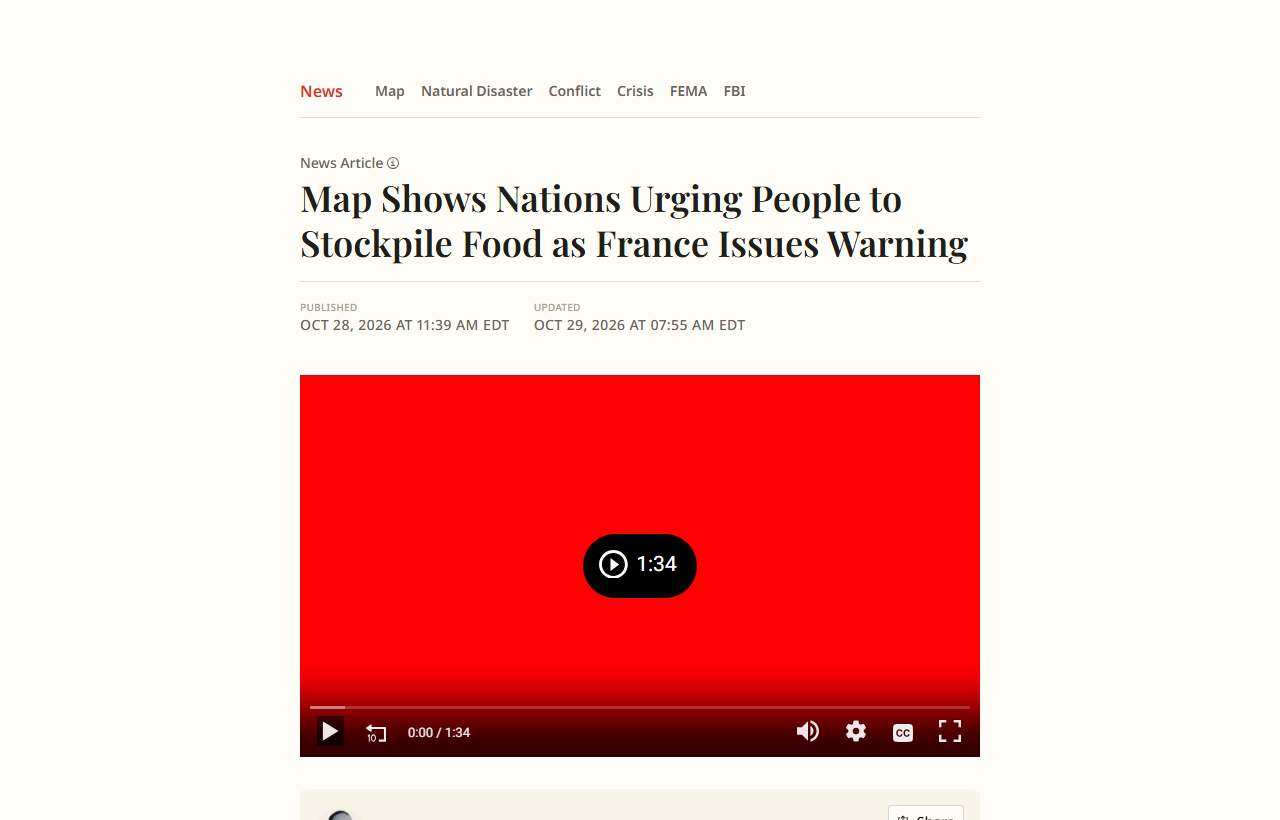 News Map Natural Disaster Conflict Crisis FEMA FBI
News Article
Map Shows Nations Urging People to
Stockpile Food as France Issues Warning
PUBLISHED UPDATED
OCT 28, 2026 AT 11:39 AM EDT OCT 29, 2026 AT 07:55 AM EDT
1:34
10 0:00 / 1:34 CC
Share